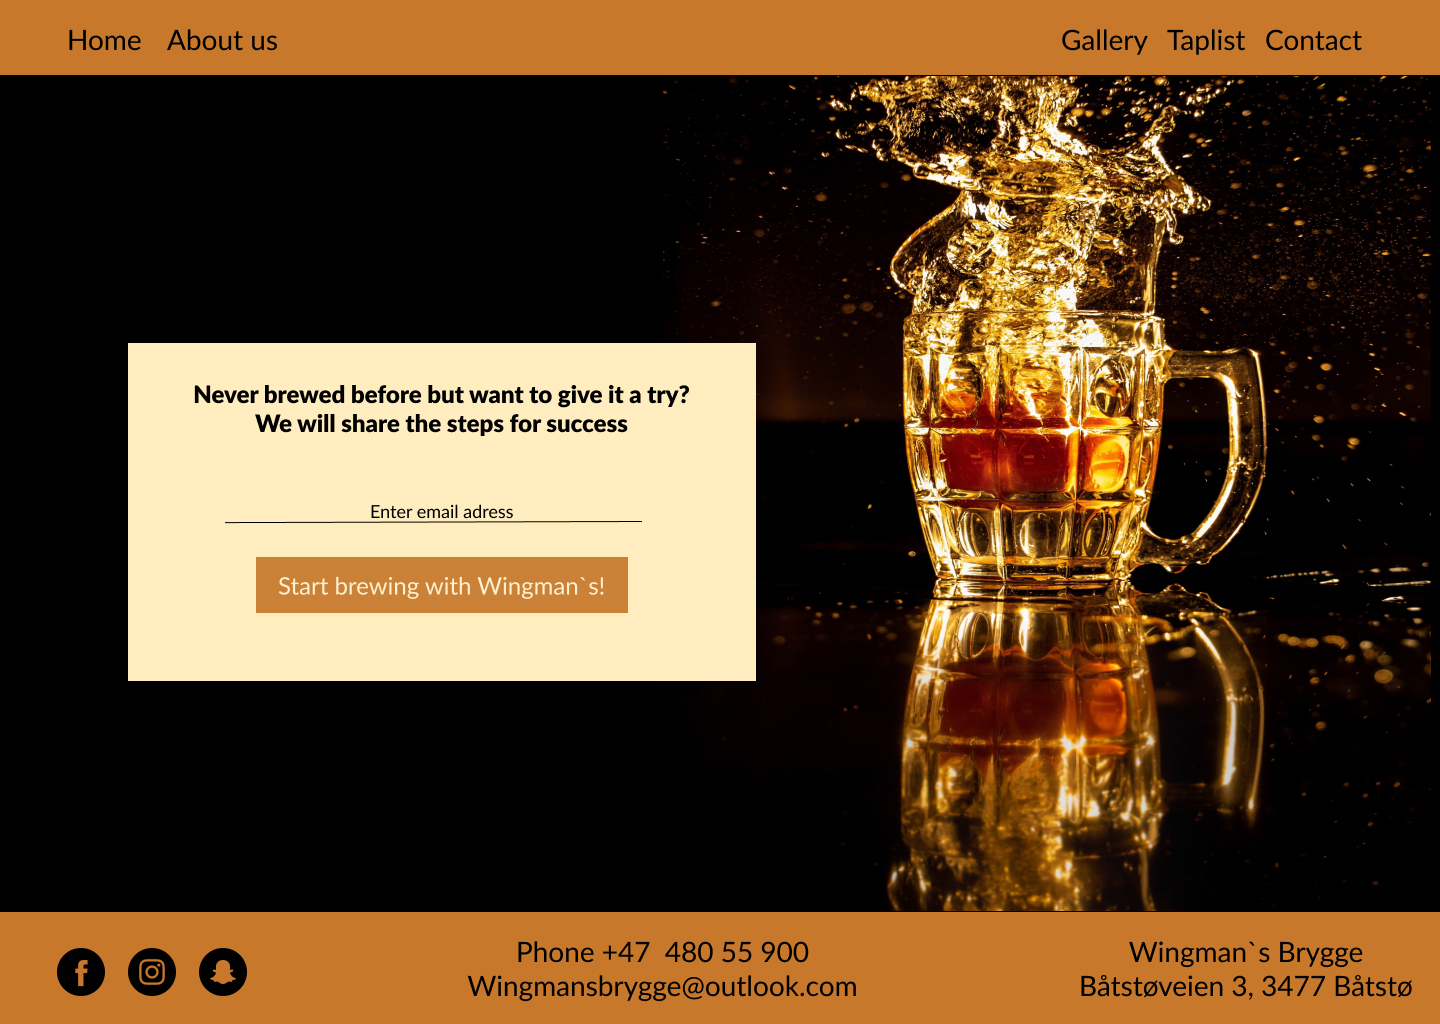 Home About us Gallery Taplist Contact
Never brewed before but want to give it a try?
We will share the steps for success
Enter email adress
Start brewing with Wingman`s!
Phone +47 480 55 900
Wingmansbrygge@outlook.com
Wingman`s Brygge
Båtstøveien 3, 3477 Båtstø